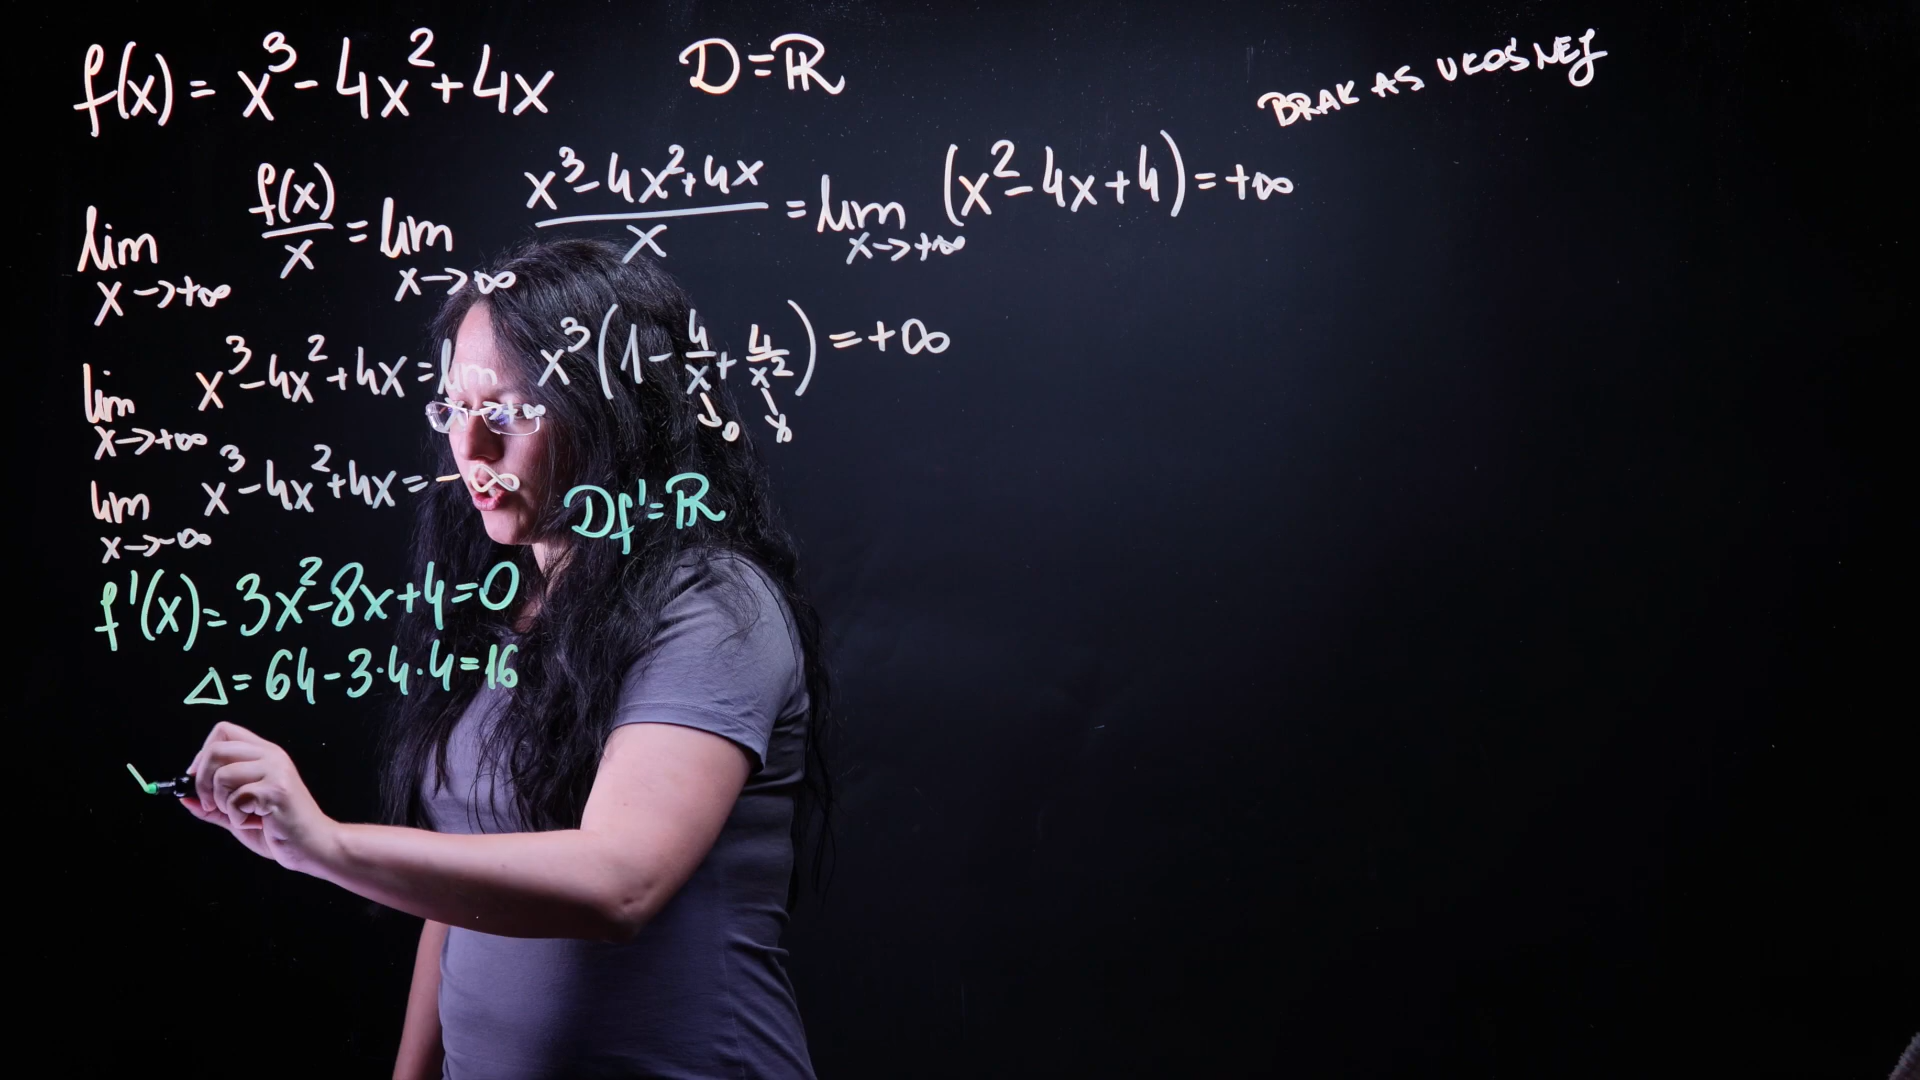 f(x) = x³ - 4x² + 4x D = ℝ
BRAK AS UKOŚNEJ
lim x→+∞ f(x)/x = lim x→∞ (x³-4x²+4x)/x = lim x→+∞ (x²-4x+4) = +∞
lim x→+∞ x³-4x²+4x = lim x→+∞ x³(1 - 4/x + 4/x²) = +∞
↘0 ↘0
lim x→-∞ x³-4x²+4x = -∞
Df' = ℝ
f'(x) = 3x²-8x+4=0
Δ = 64-3·4·4=16